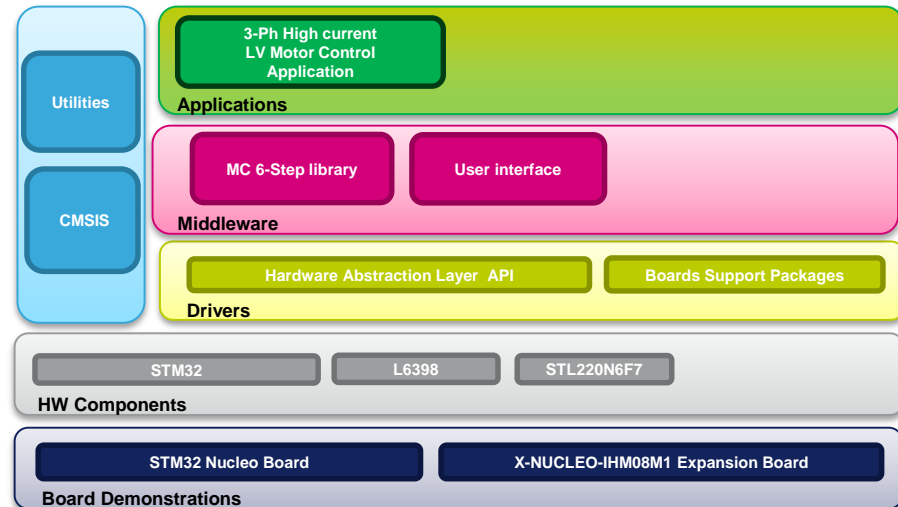 Utilities
CMSIS
3-Ph High current
LV Motor Control
Application
Applications
MC 6-Step library
User interface
Middleware
Hardware Abstraction Layer API
Boards Support Packages
Drivers
STM32
L6398
STL220N6F7
HW Components
STM32 Nucleo Board
X-NUCLEO-IHM08M1 Expansion Board
Board Demonstrations